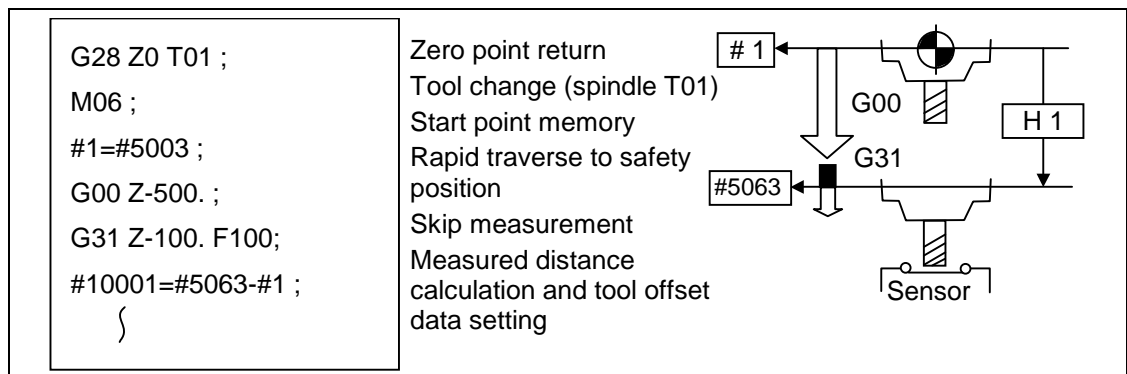 G28 Z0 T01 ;
M06 ;
#1=#5003 ;
G00 Z-500. ;
G31 Z-100. F100;
#10001=#5063-#1 ;
Zero point return
Tool change (spindle T01)
Start point memory
Rapid traverse to safety
position
Skip measurement
Measured distance
calculation and tool offset
data setting
# 1
G00
H 1
G31
#5063
Sensor